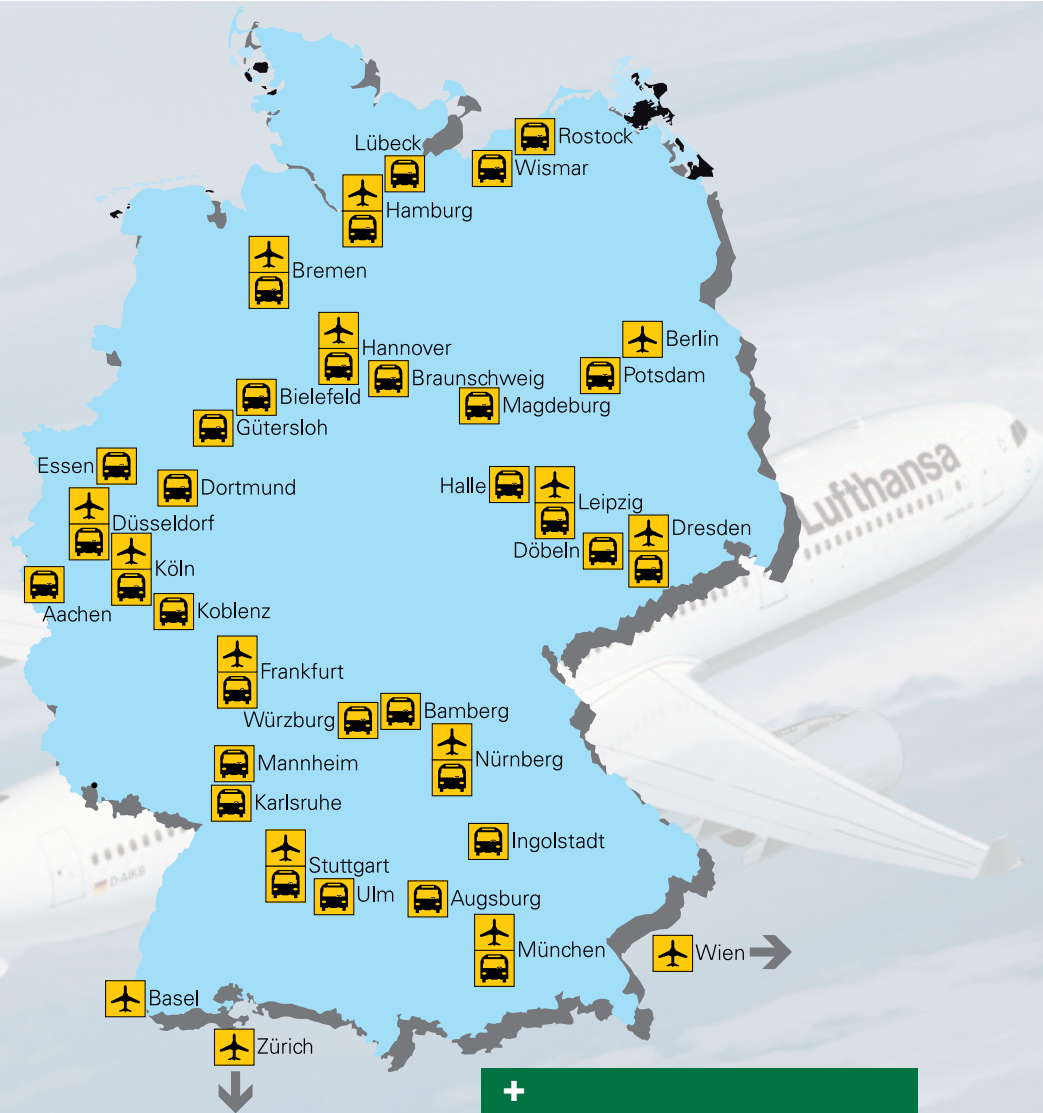 Lübeck
Rostock
Wismar
Hamburg
Bremen
Hannover
Berlin
Braunschweig
Potsdam
Bielefeld
Magdeburg
Gütersloh
Essen
Dortmund
Halle
Leipzig
Lufthansa
Düsseldorf
Dresden
Döbeln
Köln
Aachen
Koblenz
Frankfurt
Würzburg
Bamberg
Nürnberg
Mannheim
Karlsruhe
Ingolstadt
Stuttgart
D-AIKB
Ulm
Augsburg
München
Wien
Basel
Zürich
+